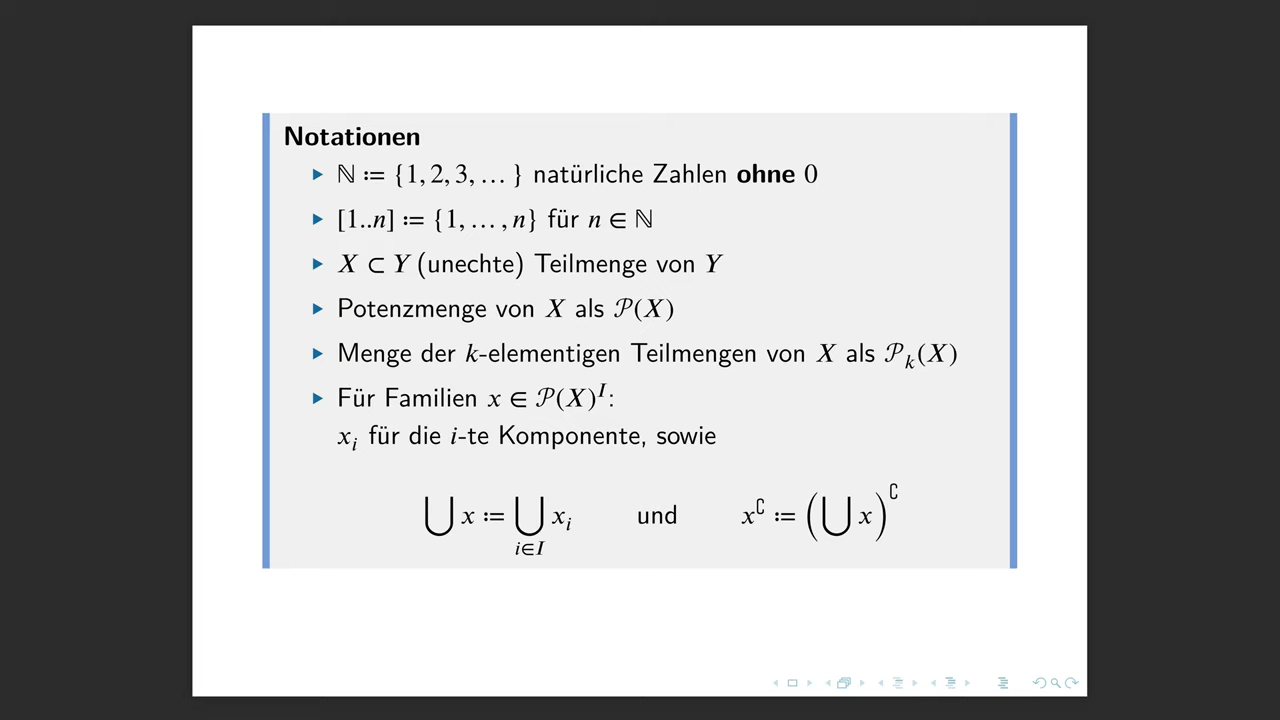 Notationen
▶ ℕ ≔ {1, 2, 3, … } natürliche Zahlen ohne 0
▶ [1..n] ≔ {1, … , n} für n ∈ ℕ
▶ X ⊂ Y (unechte) Teilmenge von Y
▶ Potenzmenge von X als 𝒫(X)
▶ Menge der k-elementigen Teilmengen von X als 𝒫ₖ(X)
▶ Für Familien x ∈ 𝒫(X)ᴵ:
xᵢ für die i-te Komponente, sowie
⋃ x ≔ ⋃_{i∈I} xᵢ und x^∁ ≔ (⋃ x)^∁